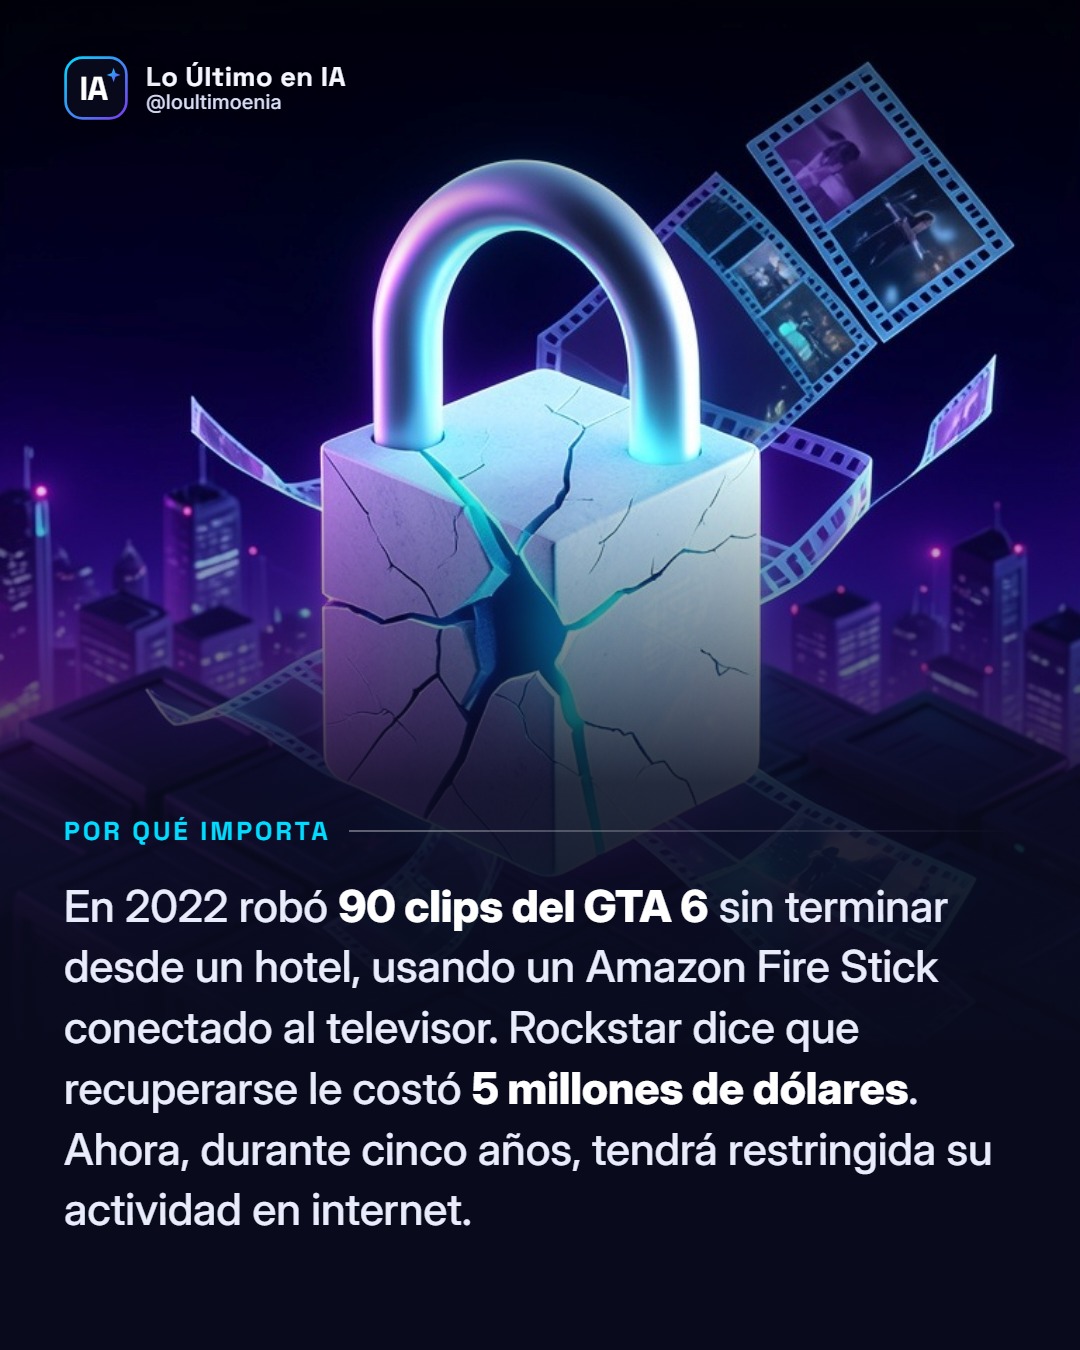 IA
Lo Último en IA
@loultimoenia
POR QUÉ IMPORTA
En 2022 robó 90 clips del GTA 6 sin terminar
desde un hotel, usando un Amazon Fire Stick
conectado al televisor. Rockstar dice que
recuperarse le costó 5 millones de dólares.
Ahora, durante cinco años, tendrá restringida su
actividad en internet.